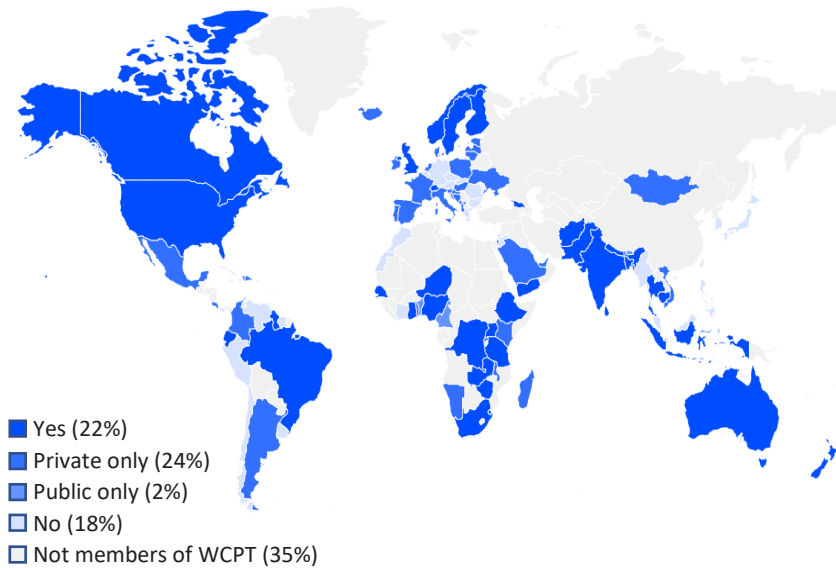 Yes (22%)
Private only (24%)
Public only (2%)
No (18%)
Not members of WCPT (35%)